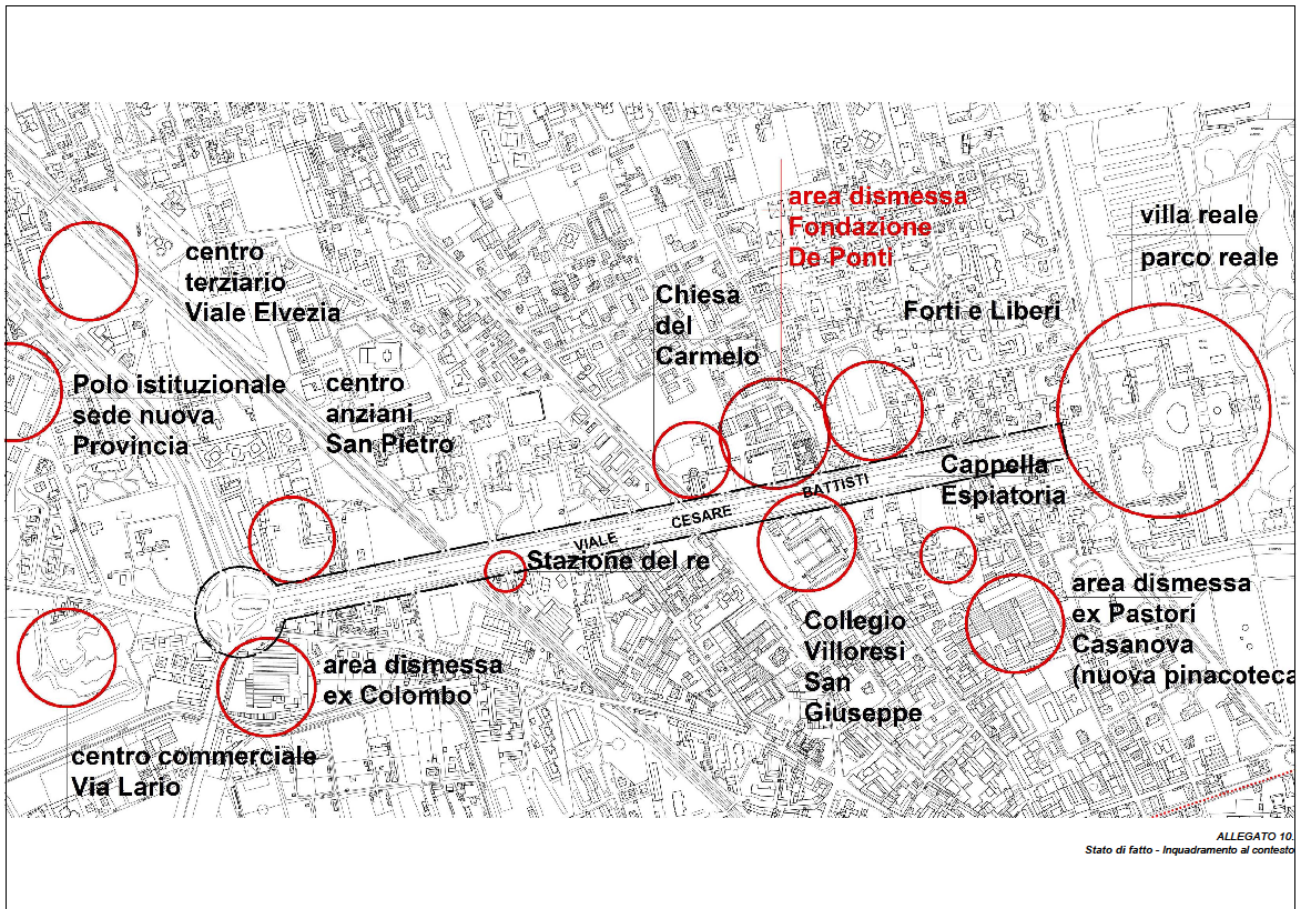 area dismessa
Fondazione
De Ponti
villa reale
parco reale
centro
terziario
Viale Elvezia
Chiesa
del
Carmelo
Forti e Liberi
Polo istituzionale
sede nuova
Provincia
centro
anziani
San Pietro
Cappella
Espiatoria
VIALE CESARE BATTISTI
Stazione del re
area dismessa
ex Pastori
Casanova
(nuova pinacoteca
Collegio
Villoresi
San
Giuseppe
area dismessa
ex Colombo
centro commerciale
Via Lario
ALLEGATO 10.
Stato di fatto - Inquadramento al contesto